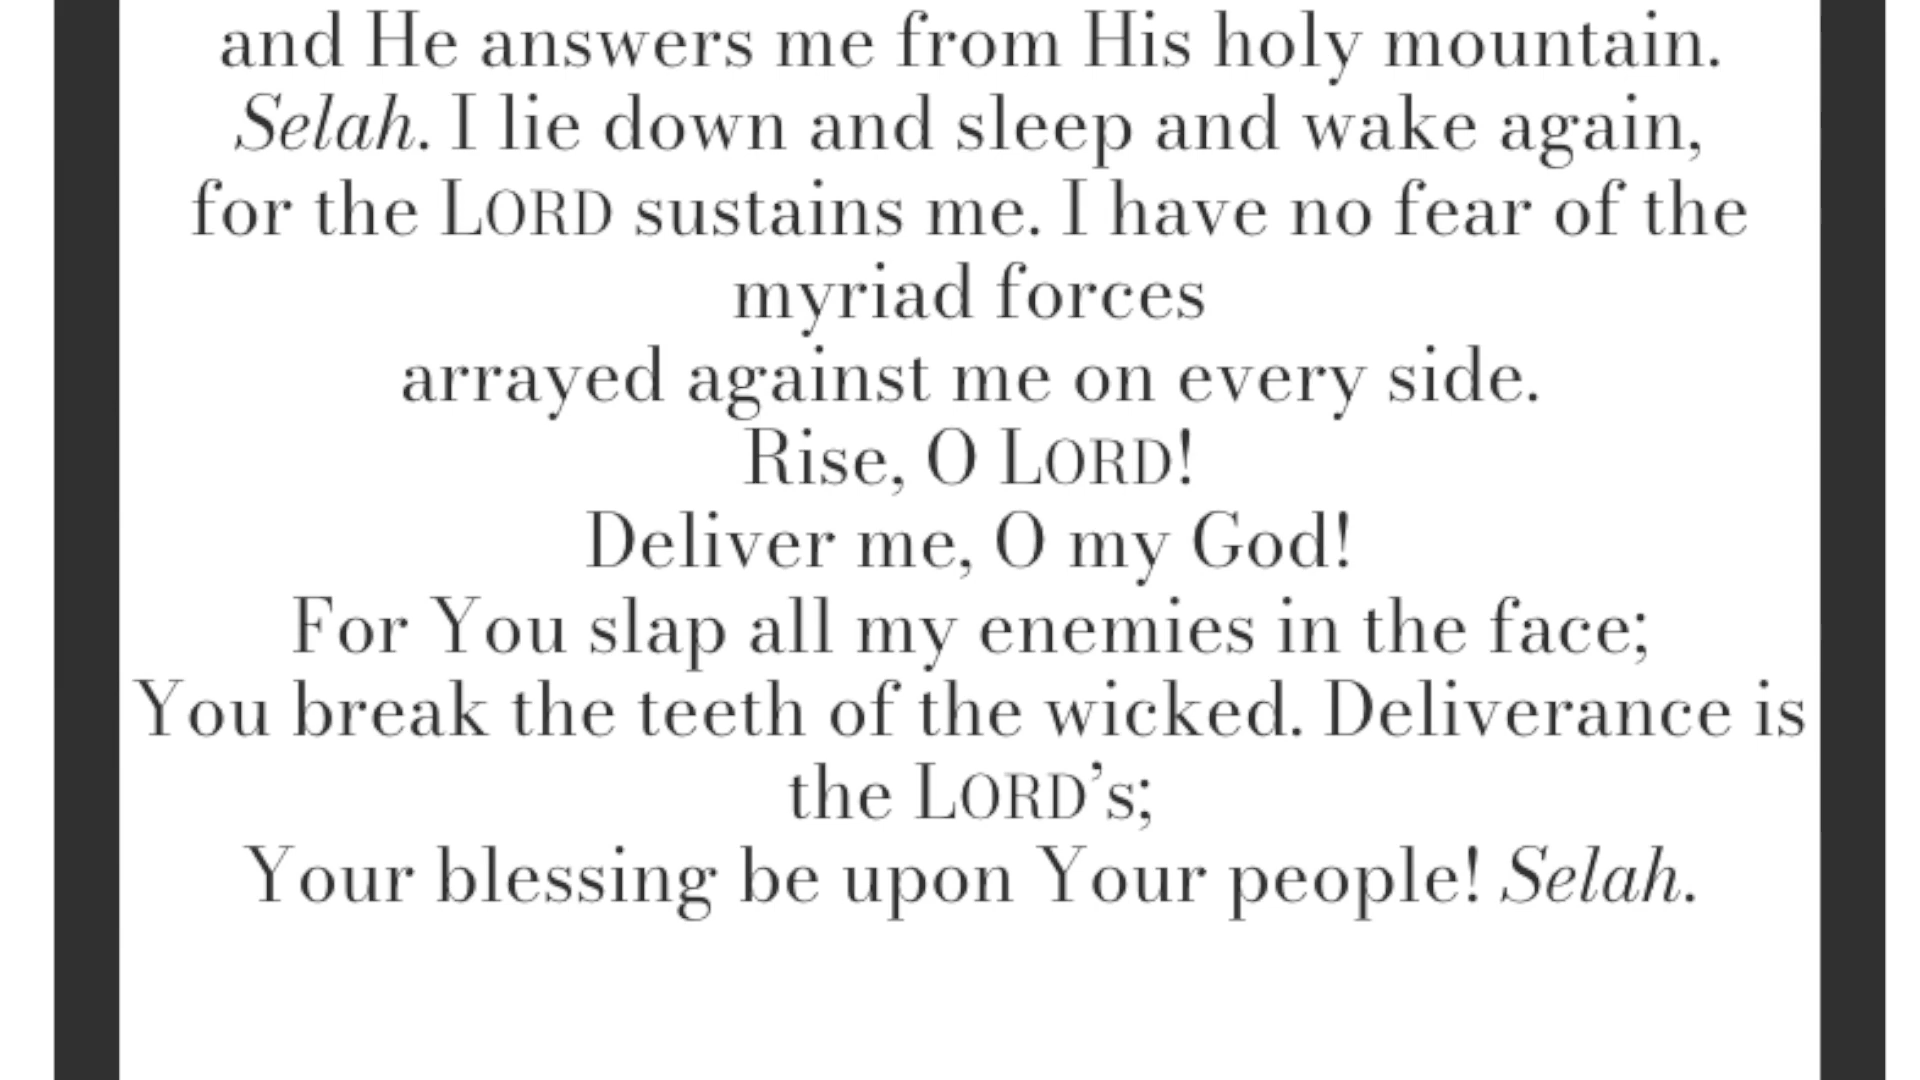 and He answers me from His holy mountain.
Selah. I lie down and sleep and wake again,
for the LORD sustains me. I have no fear of the
myriad forces
arrayed against me on every side.
Rise, O LORD!
Deliver me, O my God!
For You slap all my enemies in the face;
You break the teeth of the wicked. Deliverance is
the LORD’s;
Your blessing be upon Your people! Selah.